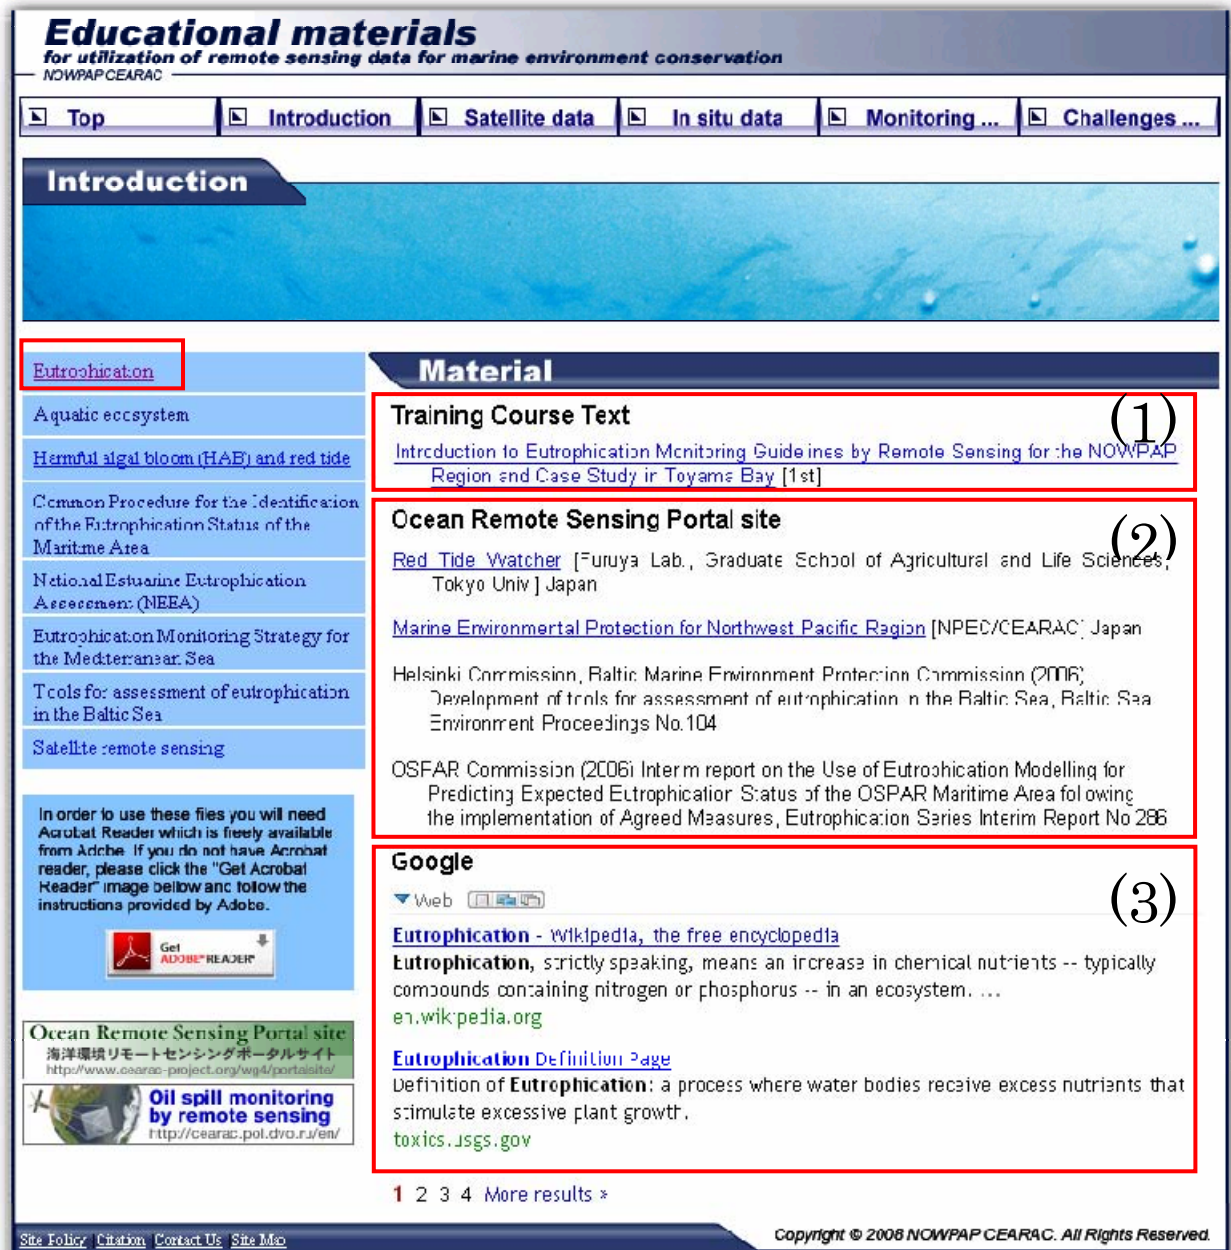 Educational materials
for utilization of remote sensing data for marine environment conservation
NOWPAP CEARAC
Top
Introduction
Satellite data
In situ data
Monitoring ...
Challenges ...
Introduction
Eutrophication
Aquatic ecosystem
Harmful algal bloom (HAB) and red tide
Common Procedure for the Identification
of the Eutrophication Status of the
Maritime Area
National Estuarine Eutrophication
Assessment (NEEA)
Eutrophication Monitoring Strategy for
the Mediterranean Sea
Tools for assessment of eutrophication
in the Baltic Sea
Satellite remote sensing
In order to use these files you will need
Acrobat Reader which is freely available
from Adobe. If you do not have Acrobat
reader, please click the "Get Acrobat
Reader" image bellow and follow the
instructions provided by Adobe.
Get
ADOBE® READER®
Ocean Remote Sensing Portal site
海洋環境リモートセンシングポータルサイト
http://www.cearac-project.org/wg4/portalsite/
Oil spill monitoring
by remote sensing
http://cearac.poi.dvo.ru/en/
Material
(1)
Training Course Text
Introduction to Eutrophication Monitoring Guidelines by Remote Sensing for the NOWPAP
Region and Case Study in Toyama Bay [1st]
(2)
Ocean Remote Sensing Portal site
Red Tide Watcher [Furuya Lab., Graduate School of Agricultural and Life Sciences,
Tokyo Univ.] Japan
Marine Environmental Protection for Northwest Pacific Region [NPEC/CEARAC] Japan
Helsinki Commission, Baltic Marine Environment Protection Commission (2006)
Development of tools for assessment of eutrophication in the Baltic Sea, Baltic Sea
Environment Proceedings No.104
OSPAR Commission (2006) Interim report on the Use of Eutrophication Modelling for
Predicting Expected Eutrophication Status of the OSPAR Maritime Area following
the implementation of Agreed Measures, Eutrophication Series Interim Report No 286
(3)
Google
Web
Eutrophication - Wikipedia, the free encyclopedia
Eutrophication, strictly speaking, means an increase in chemical nutrients -- typically
compounds containing nitrogen or phosphorus -- in an ecosystem. ...
en.wikipedia.org
Eutrophication Definition Page
Definition of Eutrophication: a process where water bodies receive excess nutrients that
stimulate excessive plant growth.
toxics.usgs.gov
1 2 3 4 More results »
Site Policy | Citation | Contact Us | Site Map
Copyright © 2008 NOWPAP CEARAC. All Rights Reserved.